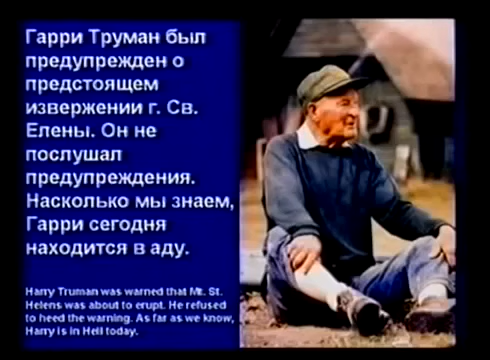 Гарри Труман был
предупрежден о
предстоящем
извержении г. Св.
Елены. Он не
послушал
предупреждения.
Насколько мы знаем,
Гарри сегодня
находится в аду.
Harry Truman was warned that Mt. St.
Helens was about to erupt. He refused
to heed the warning. As far as we know,
Harry is in Hell today.